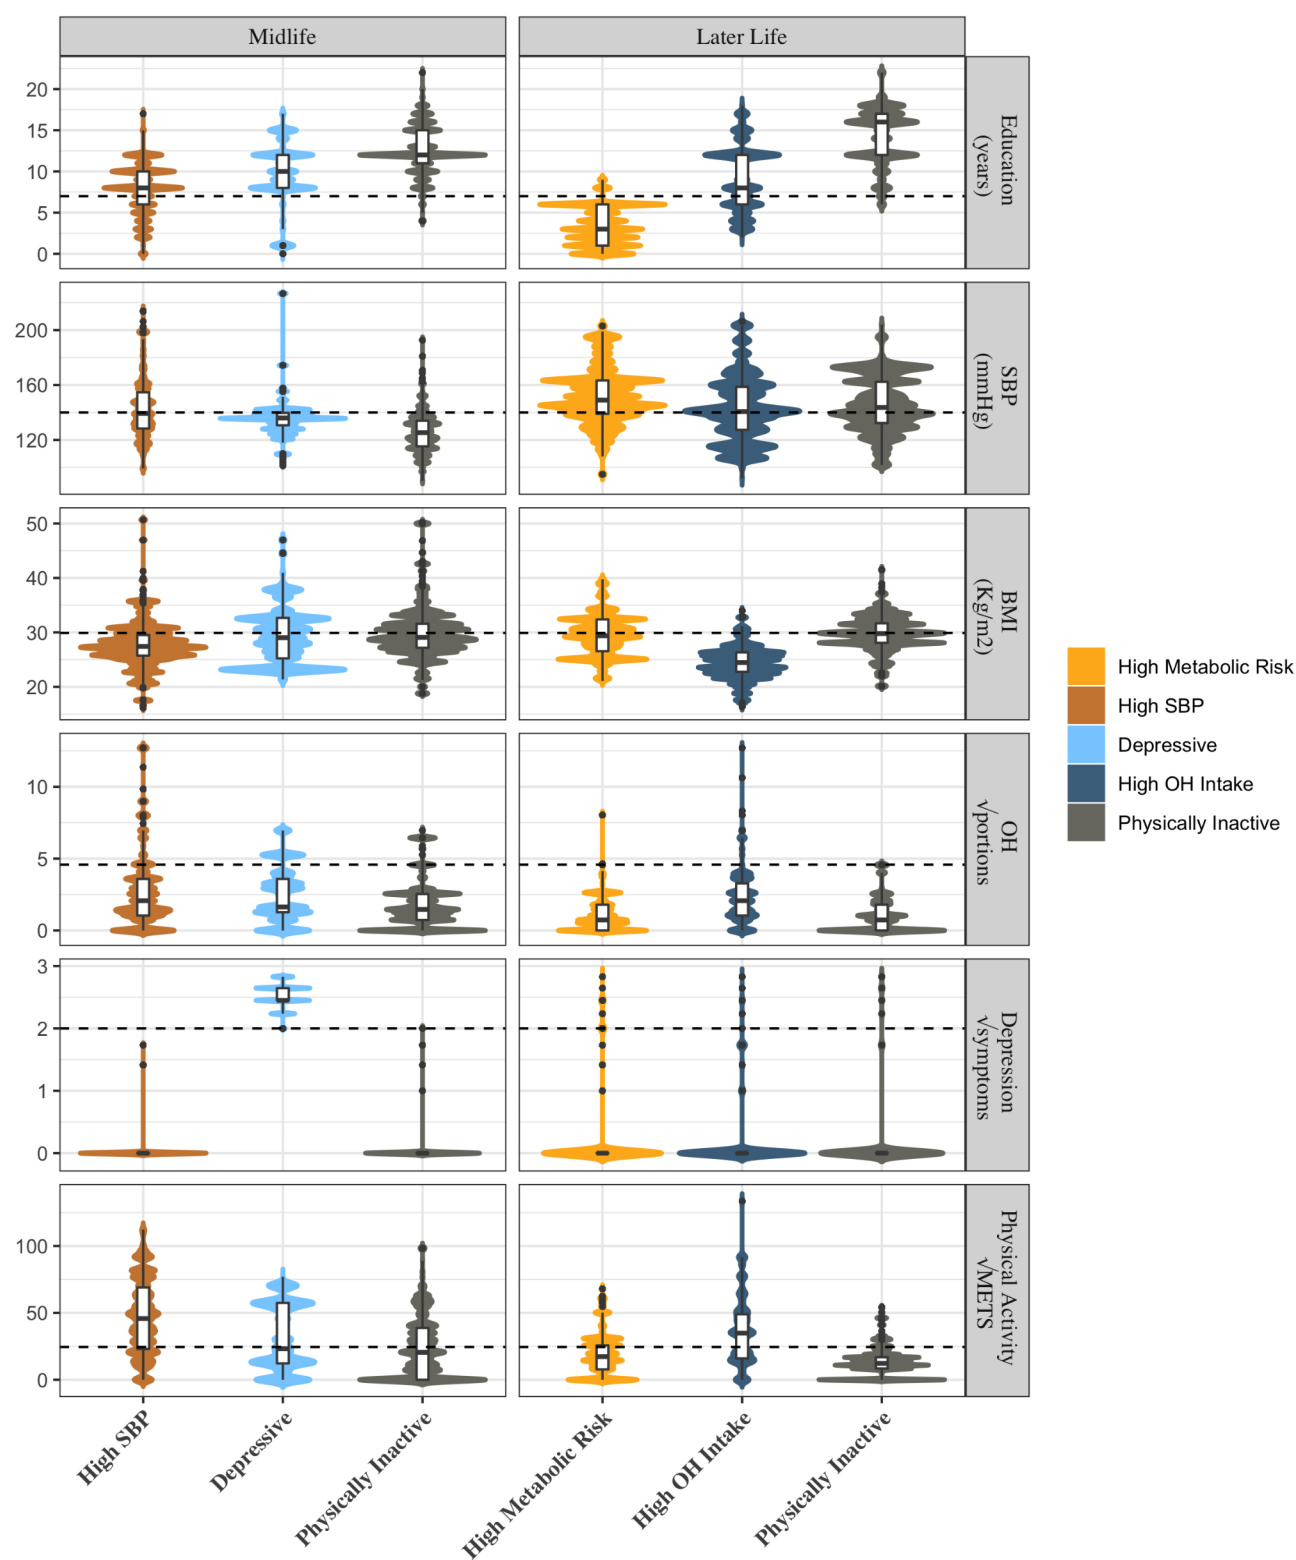 Midlife
Later Life
20
15
10
5
0
Education
(years)
200
160
120
SBP
(mmHg)
50
40
30
20
BMI
(Kg/m2)
10
5
0
OH
√portions
3
2
1
0
Depression
√symptoms
100
50
0
Physical Activity
√METS
High SBP
Depressive
Physically Inactive
High Metabolic Risk
High OH Intake
Physically Inactive
High Metabolic Risk
High SBP
Depressive
High OH Intake
Physically Inactive